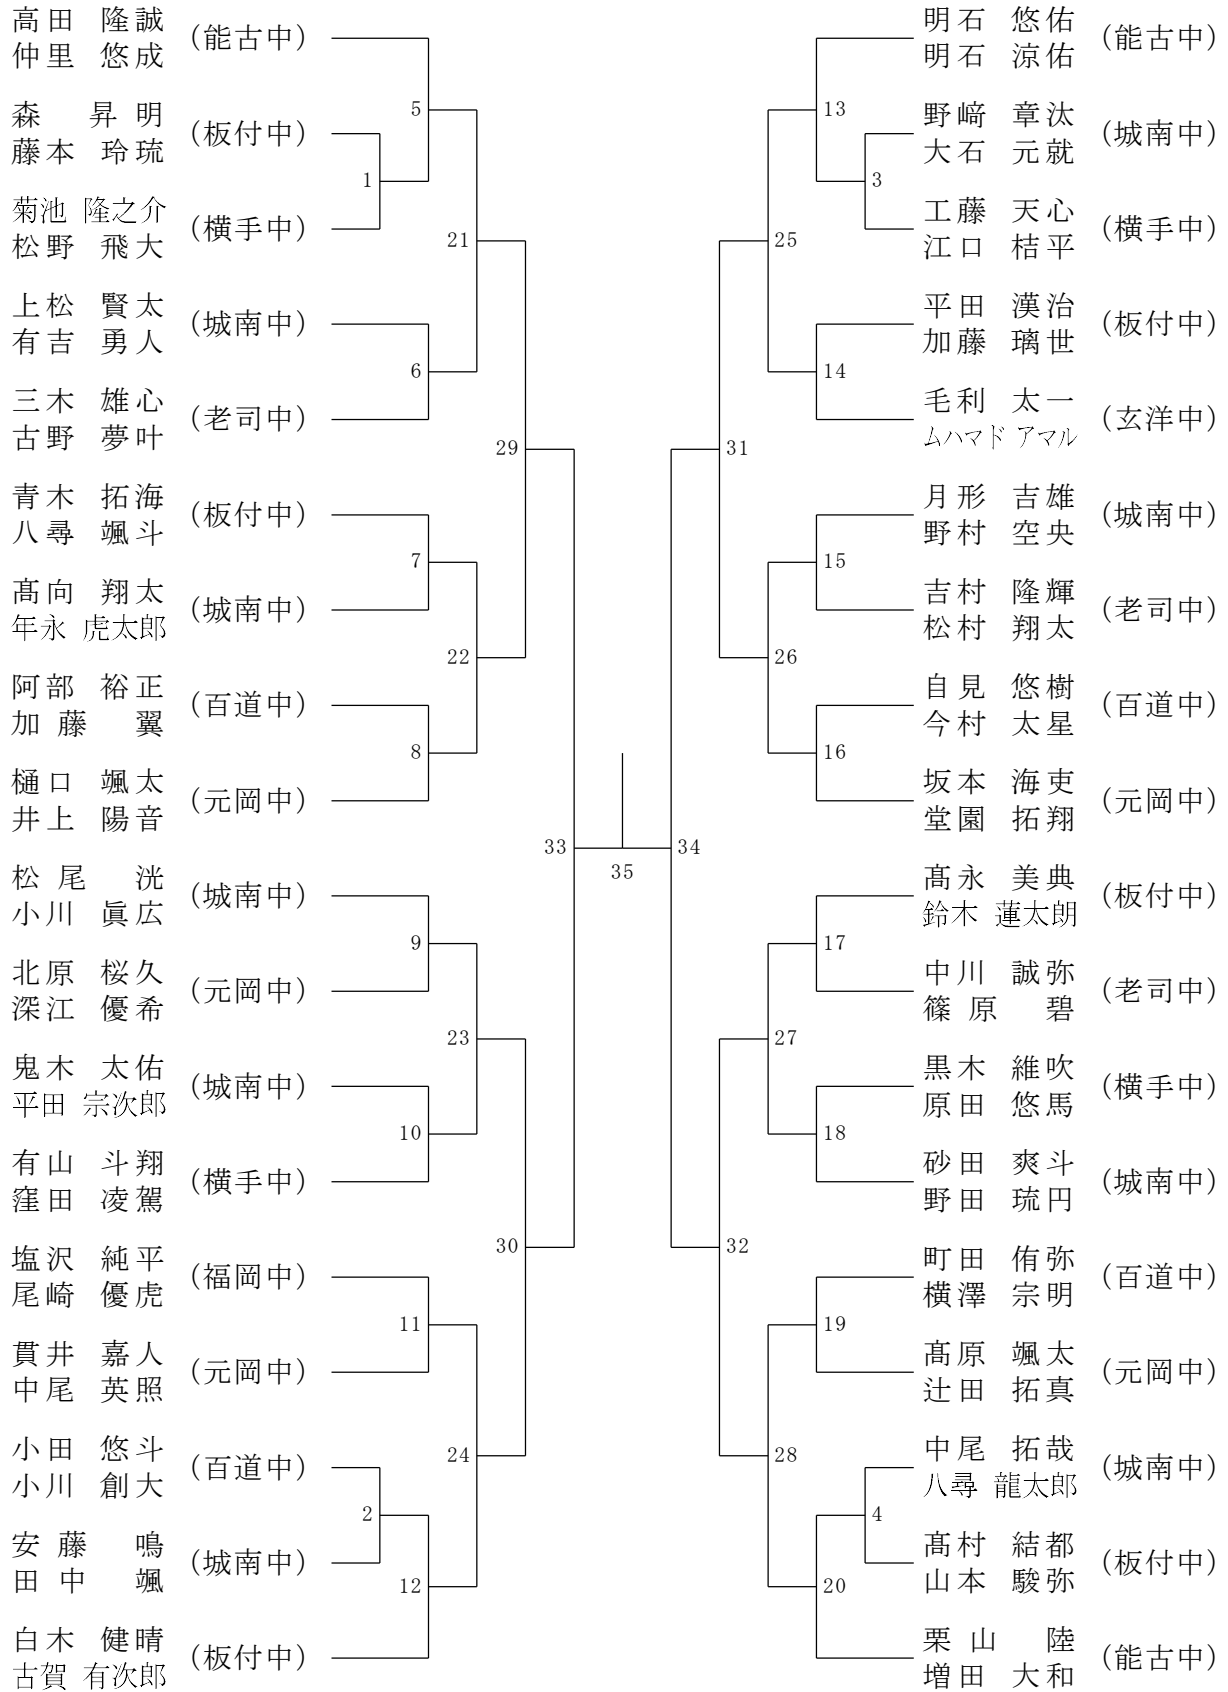 高田 隆誠
仲里 悠成
(能古中)
森 昇明
藤本 玲琉
(板付中)
菊池 隆之介
松野 飛大
(横手中)
上松 賢太
有吉 勇人
(城南中)
三木 雄心
古野 夢叶
(老司中)
青木 拓海
八尋 颯斗
(板付中)
髙向 翔太
年永 虎太郎
(城南中)
阿部 裕正
加藤 翼
(百道中)
樋口 颯太
井上 陽音
(元岡中)
松尾 洸
小川 眞広
(城南中)
北原 桜久
深江 優希
(元岡中)
鬼木 太佑
平田 宗次郎
(城南中)
有山 斗翔
窪田 凌駕
(横手中)
塩沢 純平
尾崎 優虎
(福岡中)
貫井 嘉人
中尾 英照
(元岡中)
小田 悠斗
小川 創大
(百道中)
安藤 鳴
田中 颯
(城南中)
白木 健晴
古賀 有次郎
(板付中)
1
2
5
6
7
8
9
10
11
12
21
22
23
24
29
30
33
35
34
31
32
25
26
27
28
13
14
15
16
17
18
19
20
3
4
明石 悠佑
明石 涼佑
(能古中)
野﨑 章汰
大石 元就
(城南中)
工藤 天心
江口 桔平
(横手中)
平田 漢治
加藤 璃世
(板付中)
毛利 太一
ムハマド アマル
(玄洋中)
月形 吉雄
野村 空央
(城南中)
吉村 隆輝
松村 翔太
(老司中)
自見 悠樹
今村 太星
(百道中)
坂本 海吏
堂園 拓翔
(元岡中)
髙永 美典
鈴木 蓮太朗
(板付中)
中川 誠弥
篠原 碧
(老司中)
黒木 維吹
原田 悠馬
(横手中)
砂田 爽斗
野田 琉円
(城南中)
町田 侑弥
横澤 宗明
(百道中)
髙原 颯太
辻田 拓真
(元岡中)
中尾 拓哉
八尋 龍太郎
(城南中)
髙村 結都
山本 駿弥
(板付中)
栗山 陸
増田 大和
(能古中)